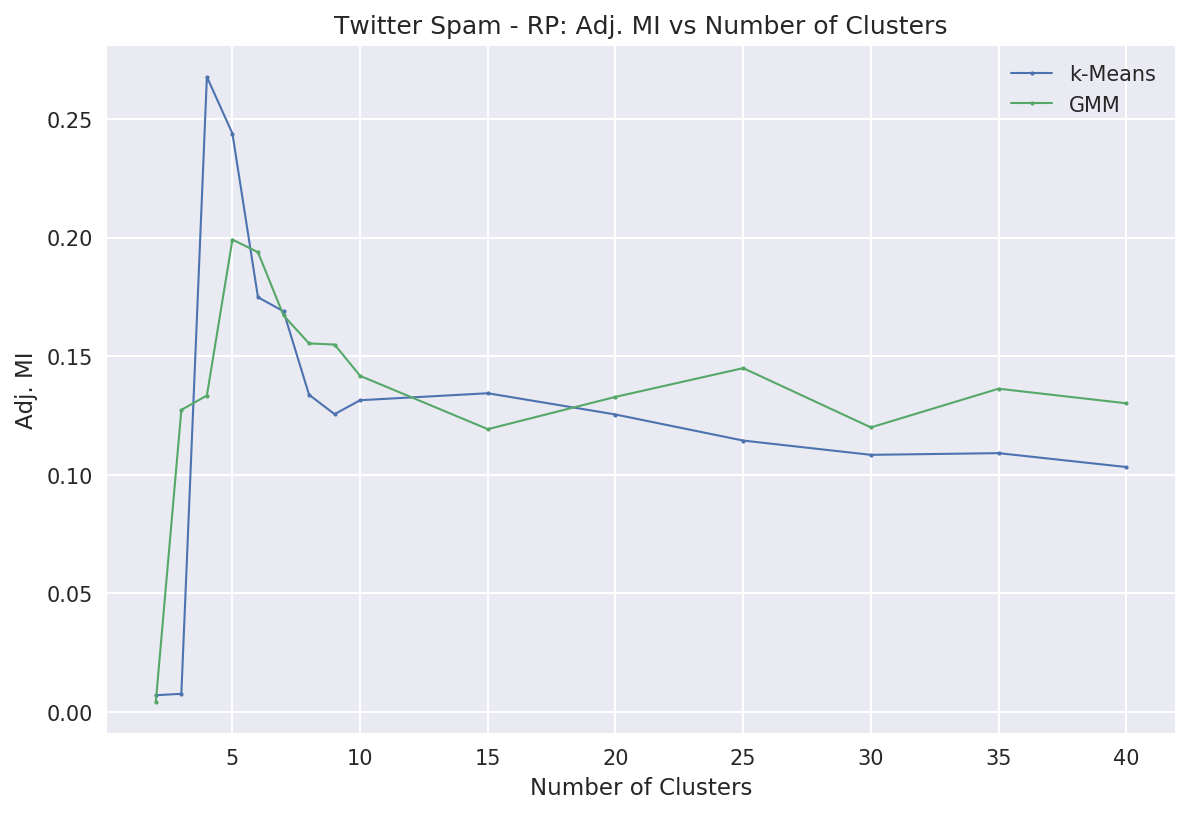 Twitter Spam - RP: Adj. MI vs Number of Clusters
k-Means
GMM
0.25
0.20
0.15
0.10
0.05
0.00
Adj. MI
5 10 15 20 25 30 35 40
Number of Clusters